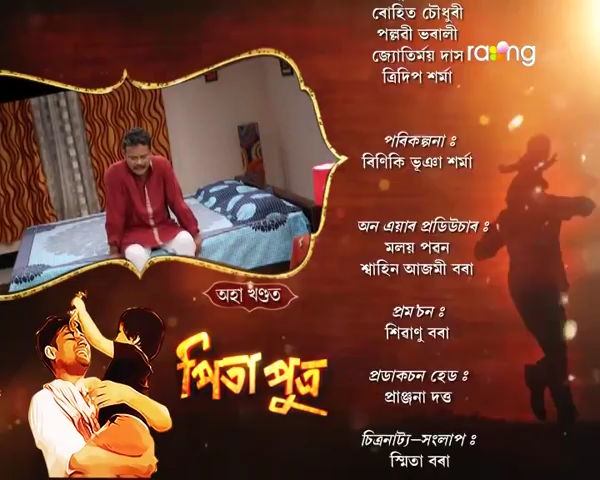 ৰোহিত চৌধুৰী
পল্লবী ভৰালী
জ্যোতিৰ্ময় দাস
ত্ৰিদিপ শৰ্মা
rang
পৰিকল্পনা ঃ
ৰিণিকি ভূঞা শৰ্মা
অন এয়াৰ প্ৰডিউচাৰ ঃ
মলয় পৱন
শ্বাহিন আজমী বৰা
প্ৰম'চন ঃ
শিৱাণু বৰা
প্ৰডাকচন হেড ঃ
প্ৰাঞ্জনা দত্ত
চিত্ৰনাট্য–সংলাপ ঃ
স্মিতা বৰা
অহা খণ্ডত
পিতা পুত্ৰ